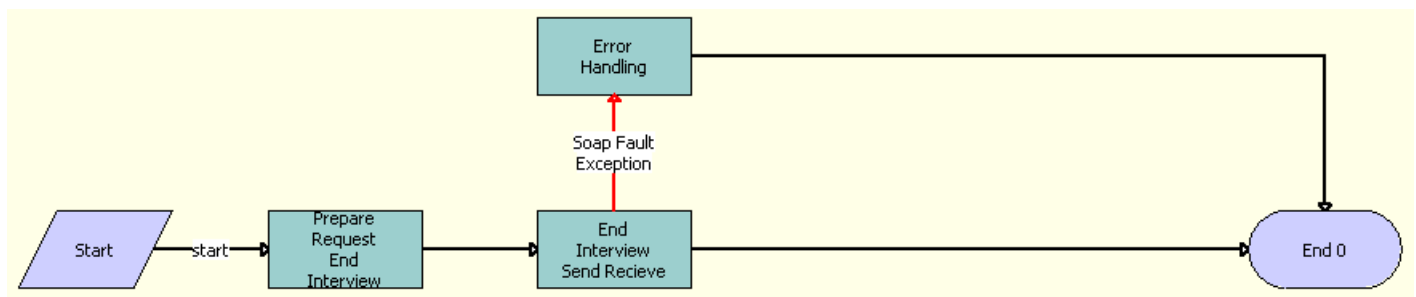 Error
Handling
Soap Fault
Exception
Start
start
Prepare
Request
End
Interview
End
Interview
Send Recieve
End 0